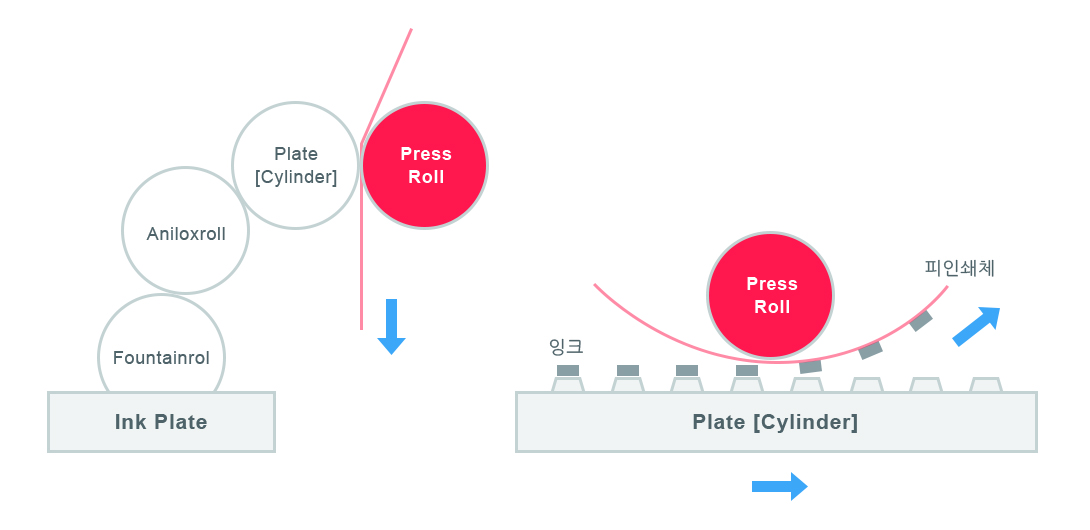 Plate
[Cylinder]
Press
Roll
Aniloxroll
Fountainrol
Ink Plate
피인쇄체
Press
Roll
잉크
Plate [Cylinder]